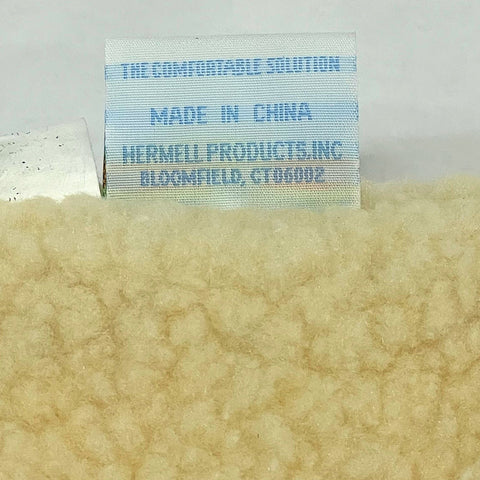 THE COMFORTABLE SOLUTION
MADE IN CHINA
HERMELL PRODUCTS,INC
BLOOMFIELD, CT06002